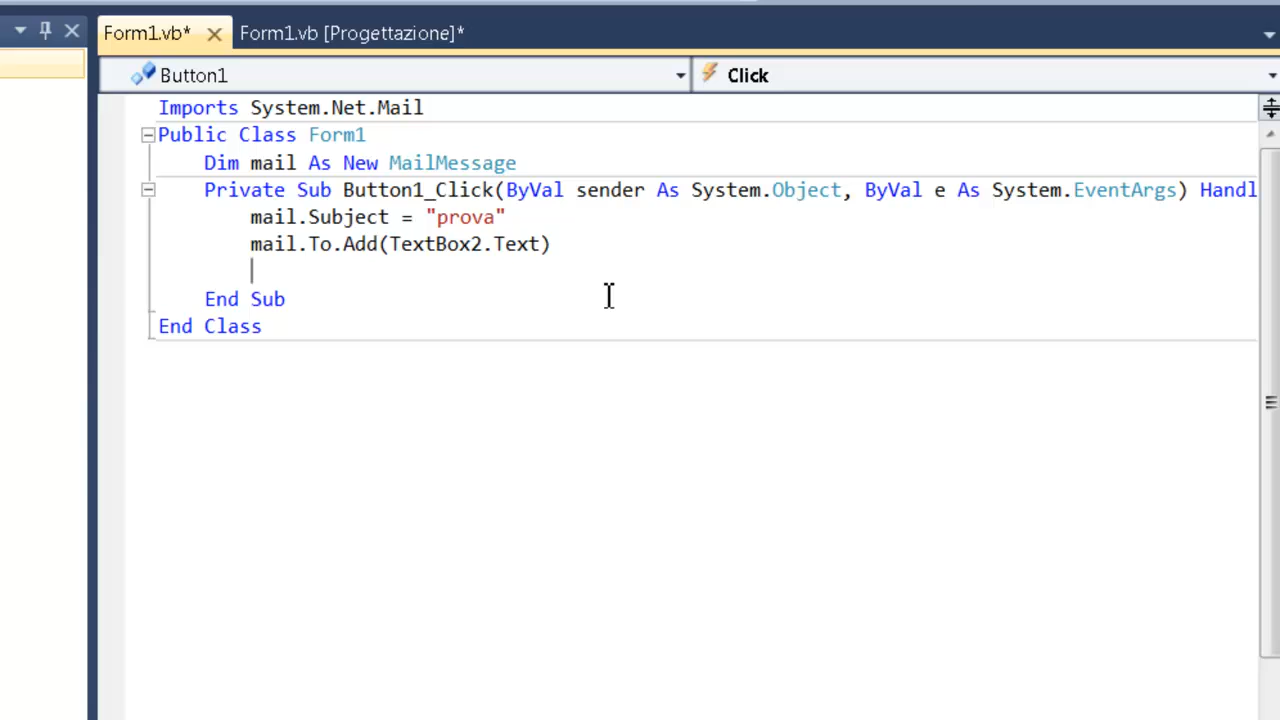 Form1.vb* Form1.vb [Progettazione]*
Button1 Click
Imports System.Net.Mail
Public Class Form1
Dim mail As New MailMessage
Private Sub Button1_Click(ByVal sender As System.Object, ByVal e As System.EventArgs) Handl
mail.Subject = "prova"
mail.To.Add(TextBox2.Text)
End Sub
End Class